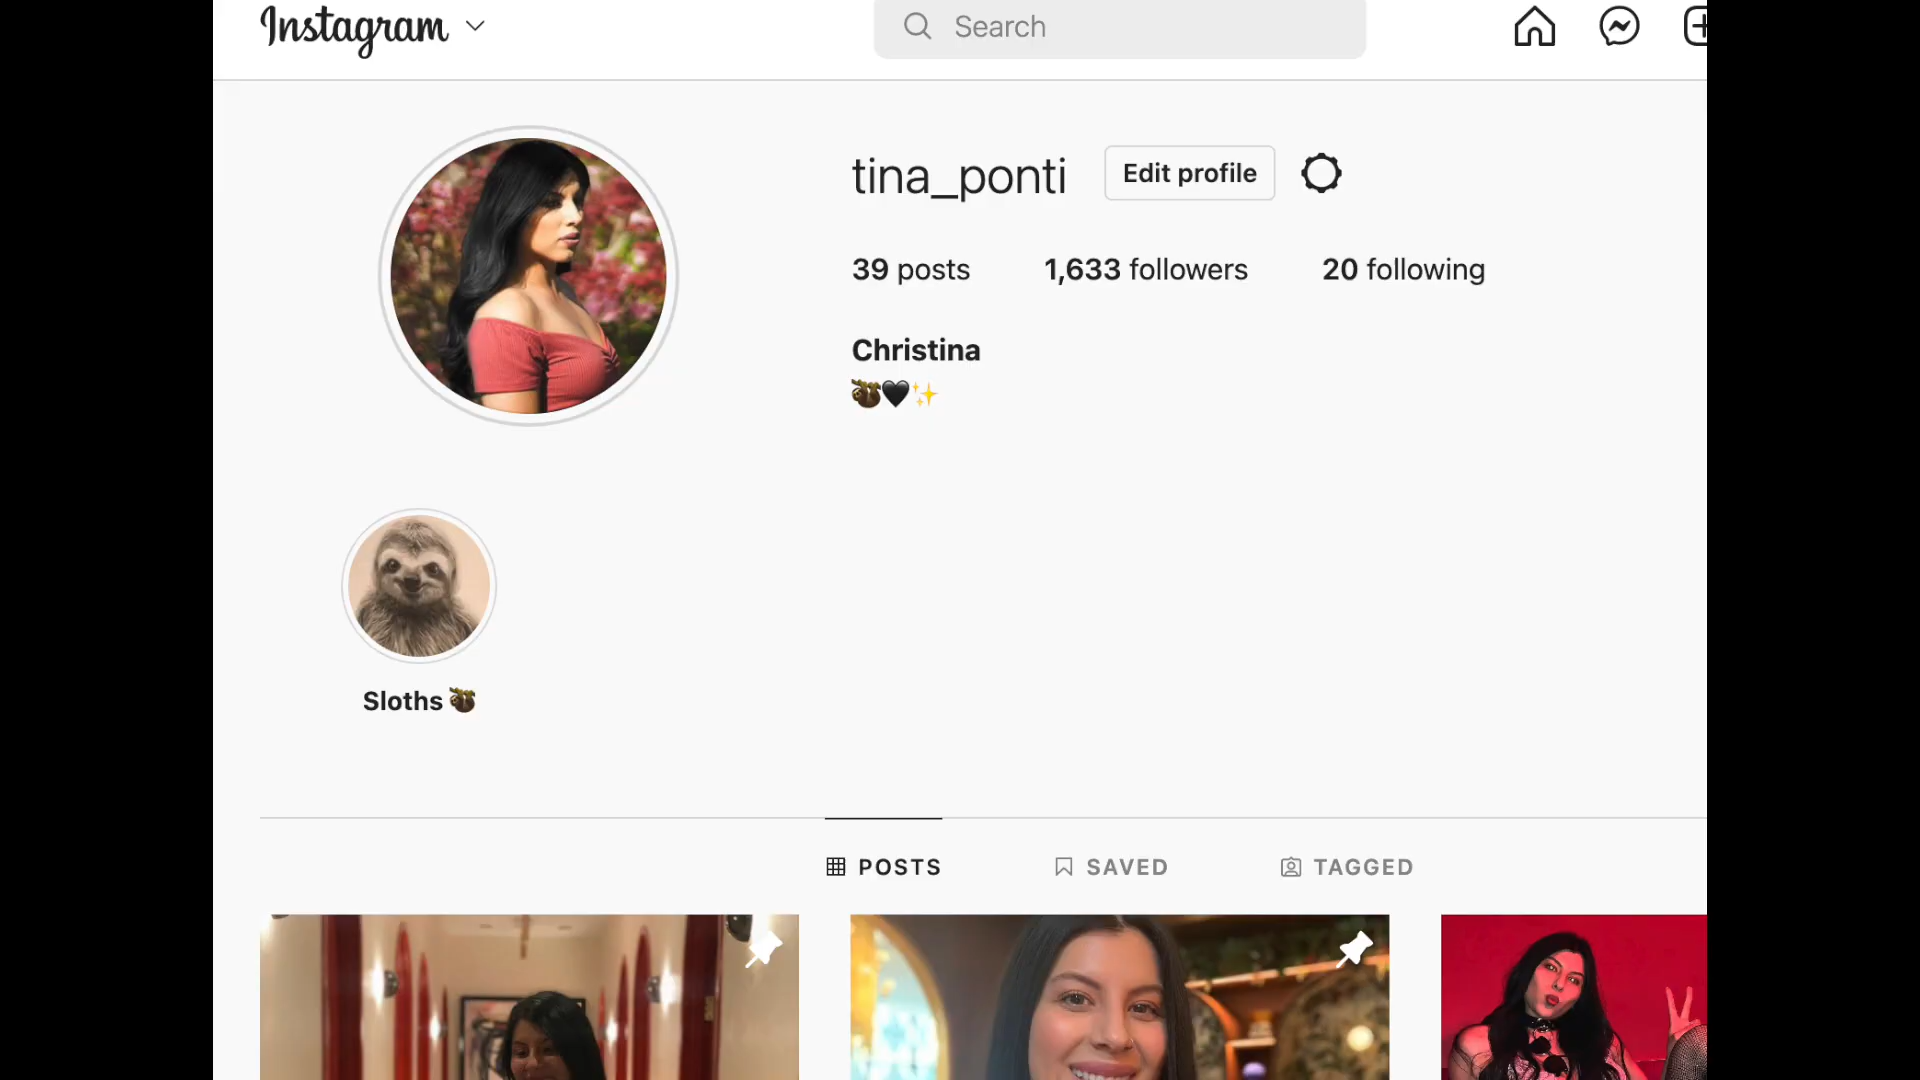 Instagram
Search
tina_ponti
Edit profile
39 posts
1,633 followers
20 following
Christina
🦥🖤✨
Sloths 🦥
POSTS
SAVED
TAGGED